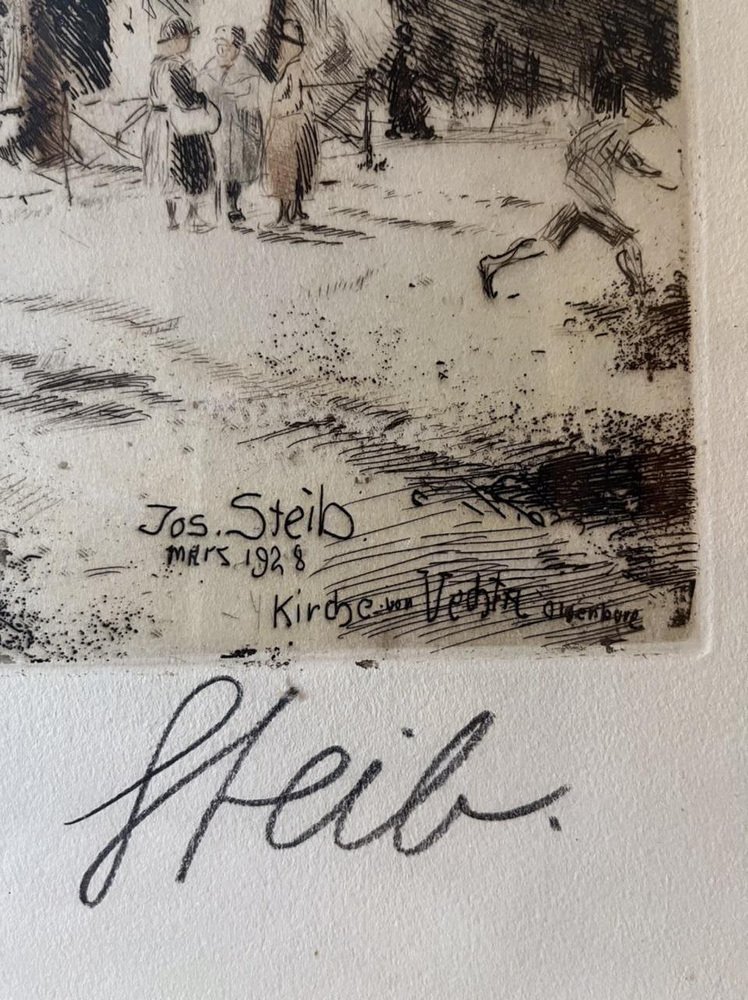 Jos. Steib
MARS 1928
Kirche von Vechta Oldenburg
Steib.